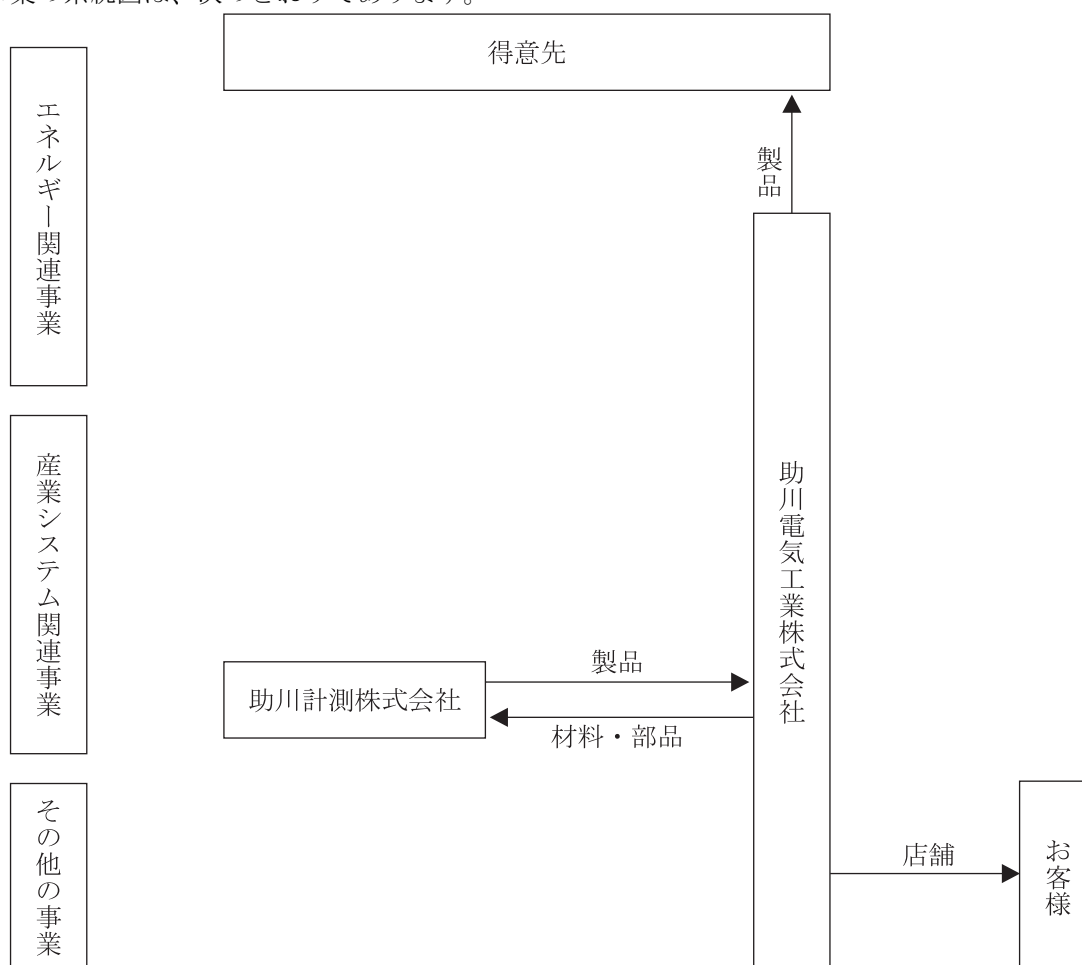 系統図は、次のとおりであります。
得意先
エネルギー関連事業
製品
助川電気工業株式会社
産業システム関連事業
製品
助川計測株式会社
材料・部品
その他の事業
店舗
お客様